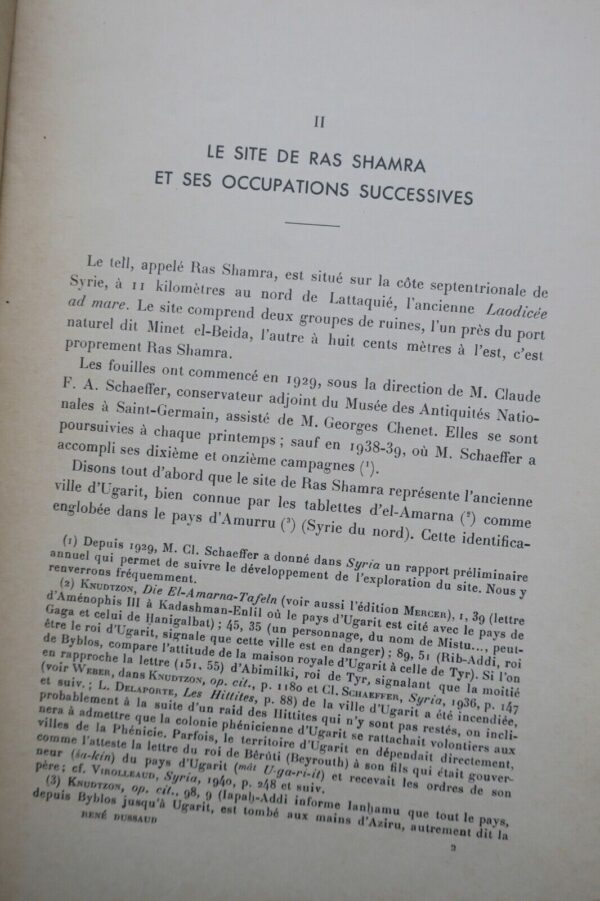 II
LE SITE DE RAS SHAMRA
ET SES OCCUPATIONS SUCCESSIVES
Le tell, appelé Ras Shamra, est situé sur la côte septentrionale de
Syrie, à 11 kilomètres au nord de Lattaquié, l'ancienne Laodicée
ad mare. Le site comprend deux groupes de ruines, l'un près du port
naturel dit Minet el-Beida, l'autre à huit cents mètres à l'est, c'est
proprement Ras Shamra.
Les fouilles ont commencé en 1929, sous la direction de M. Claude
F. A. Schaeffer, conservateur adjoint du Musée des Antiquités Natio-
nales à Saint-Germain, assisté de M. Georges Chenet. Elles se sont
poursuivies à chaque printemps ; sauf en 1938-39, où M. Schaeffer a
accompli ses dixième et onzième campagnes (1).
Disons tout d'abord que le site de Ras Shamra représente l'ancienne
ville d'Ugarit, bien connue par les tablettes d'el-Amarna (2) comme
englobée dans le pays d'Amurru (3) (Syrie du nord). Cette identifica-
(1) Depuis 1929, M. Cl. Schaeffer a donné dans Syria un rapport préliminaire
annuel qui permet de suivre le développement de l'exploration du site. Nous y
renverrons fréquemment.
(2) KNUDTZON, Die El-Amarna-Tafeln (voir aussi l'édition MERCER), 1, 39 (lettre
d'Aménophis III à Kadashman-Enlil où le pays d'Ugarit est cité avec le pays de
Gaga et celui de Ḫanigalbat) ; 45, 35 (un personnage, du nom de Mistu..., peut-
être le roi d'Ugarit, signale que cette ville est en danger) ; 89, 51 (Rib-Addi, roi
de Byblos, compare l'attitude de la maison royale d'Ugarit à celle de Tyr). Si l'on
en rapproche la lettre (151, 55) d'Abimilki, roi de Tyr, signalant que la moitié
(voir WEBER, dans KNUDTZON, op. cit., p. 1180 et Cl. SCHAEFFER, Syria, 1936, p. 147
et suiv. ; L. DELAPORTE, Les Hittites, p. 88) de la ville d'Ugarit a été incendiée,
probablement à la suite d'un raid des Hittites qui n'y sont pas restés, on incli-
nera à admettre que la colonie phénicienne d'Ugarit se rattachait volontiers aux
villes de la Phénicie. Parfois, le territoire d'Ugarit en dépendait directement,
comme l'atteste la lettre du roi de Bêrûti (Beyrouth) à son fils qui était gouver-
neur (ša-kin) du pays d'Ugarit (mât U-ga-ri-it) et recevait les ordres de son
père ; cf. VIROLLEAUD, Syria, 1940, p. 248 et suiv.
(3) KNUDTZON, op. cit., 98, 9 (Iapaḫ-Addi informe Ianḫamu que tout le pays,
depuis Byblos jusqu'à Ugarit, est tombé aux mains d'Aziru, autrement dit la
RENÉ DUSSAUD
2